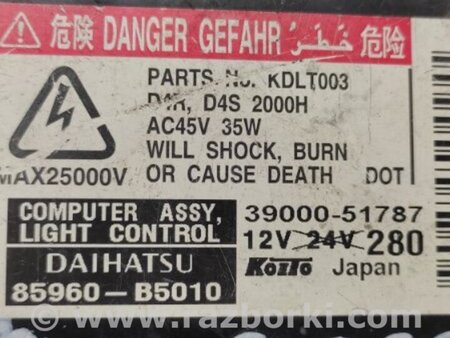 危険 DANGER GEFAHR خطر 危险
PARTS No. KDLT003
D4R, D4S 2000H
AC45V 35W
WILL SHOCK, BURN
MAX25000V OR CAUSE DEATH DOT
COMPUTER ASSY, 39000-51787
LIGHT CONTROL 12V 24V 280
DAIHATSU KOITO Japan
85960-B5010
© www.razborki.com